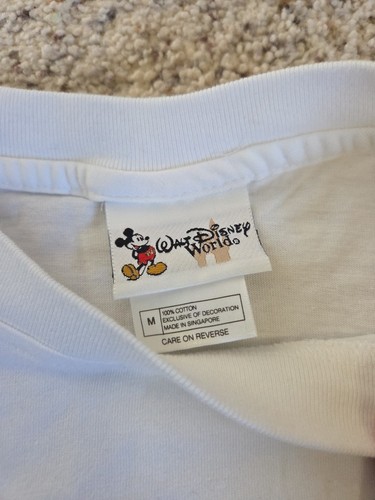 Walt Disney
World
M
100% COTTON
EXCLUSIVE OF DECORATION
MADE IN SINGAPORE
CARE ON REVERSE